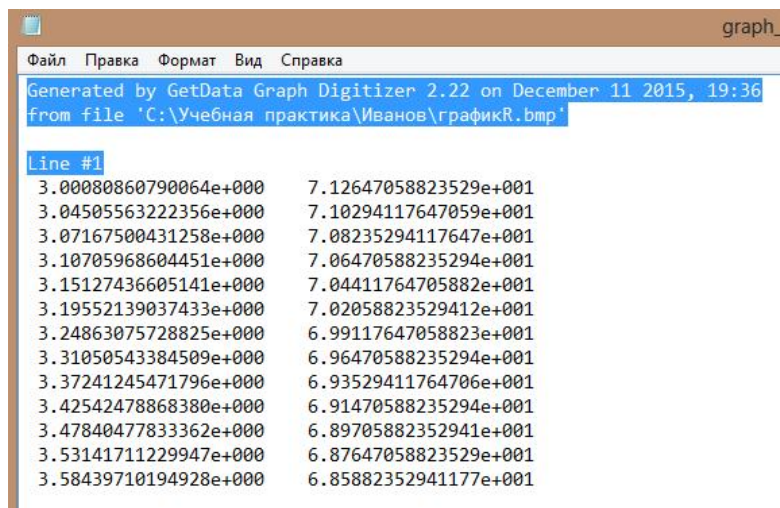 graph_
Файл Правка Формат Вид Справка
Generated by GetData Graph Digitizer 2.22 on December 11 2015, 19:36
from file 'C:\Учебная практика\Иванов\графикR.bmp'
Line #1
3.00080860790064e+000 7.12647058823529e+001
3.04505563222356e+000 7.10294117647059e+001
3.07167500431258e+000 7.08235294117647e+001
3.10705968604451e+000 7.06470588235294e+001
3.15127436605141e+000 7.04411764705882e+001
3.19552139037433e+000 7.02058823529412e+001
3.24863075728825e+000 6.99117647058823e+001
3.31050543384509e+000 6.96470588235294e+001
3.37241245471796e+000 6.93529411764706e+001
3.42542478868380e+000 6.91470588235294e+001
3.47840477833362e+000 6.89705882352941e+001
3.53141711229947e+000 6.87647058823529e+001
3.58439710194928e+000 6.85882352941177e+001